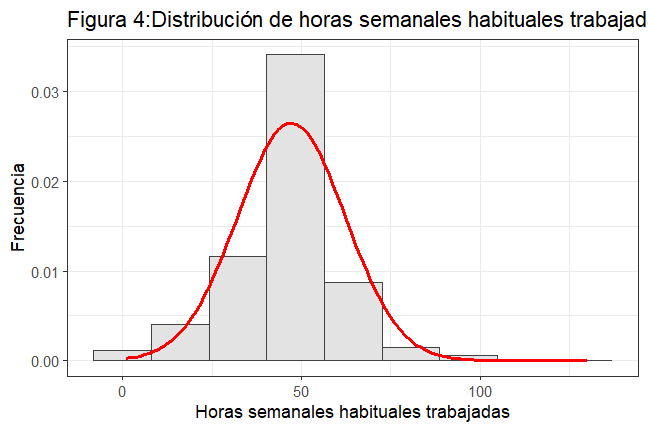 Figura 4:Distribución de horas semanales habituales trabajad
Frecuencia
0.03
0.02
0.01
0.00
0
50
100
Horas semanales habituales trabajadas